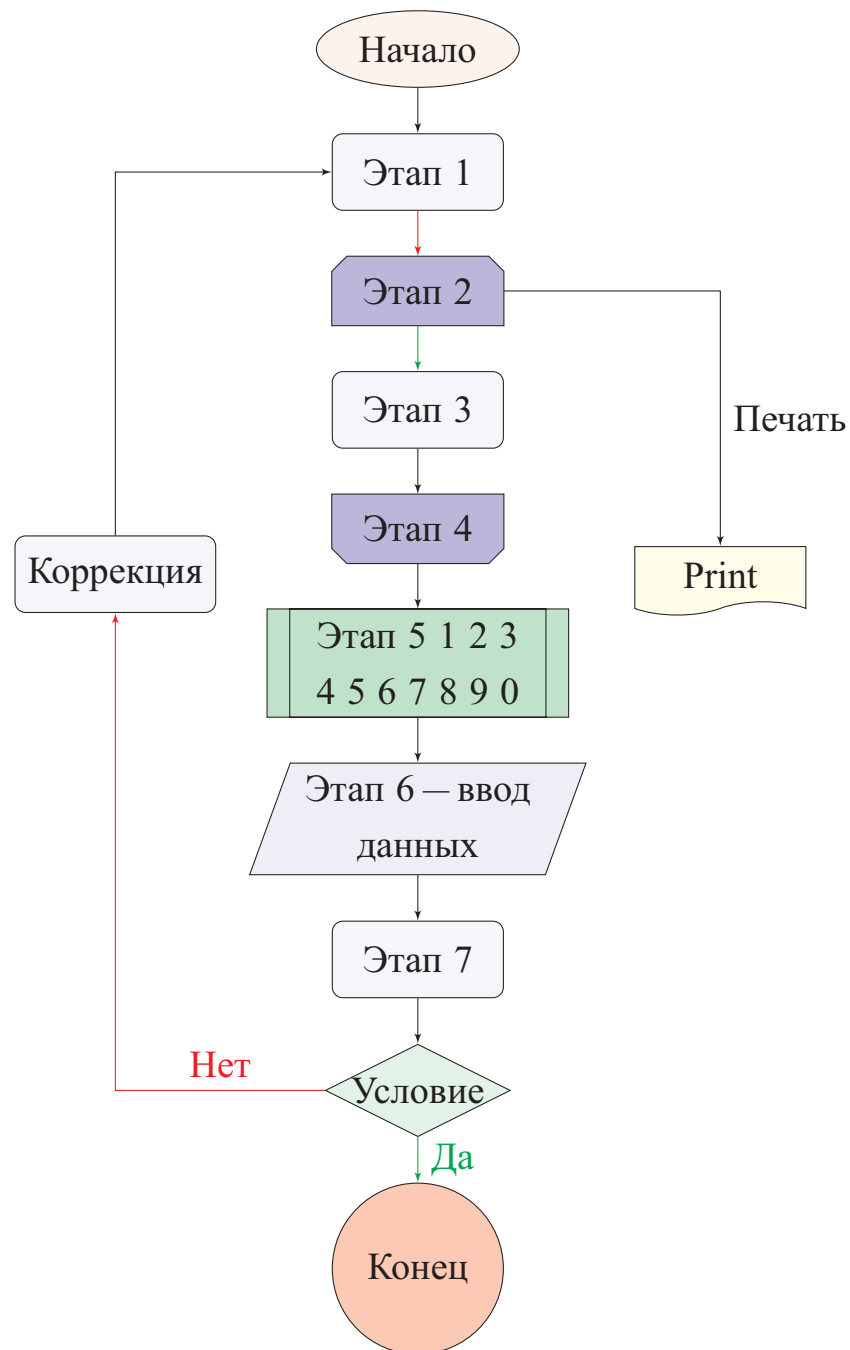 Начало
Этап 1
Этап 2
Этап 3
Печать
Этап 4
Коррекция
Print
Этап 5 1 2 3
4 5 6 7 8 9 0
Этап 6 — ввод
данных
Этап 7
Нет
Условие
Да
Конец